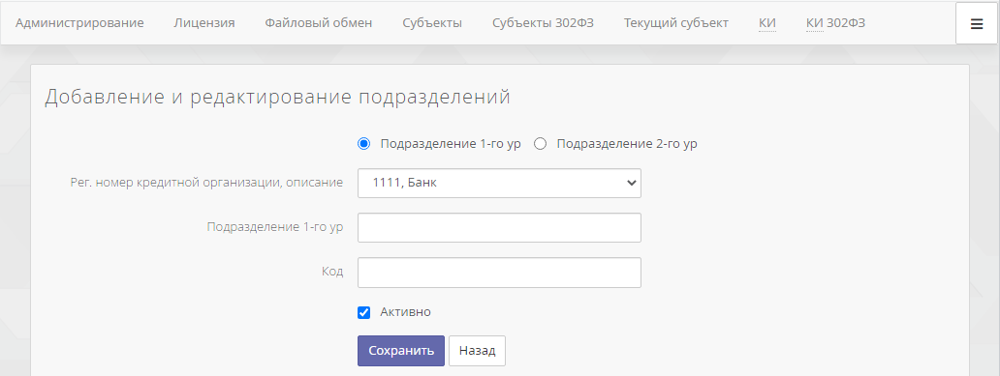 Администрирование Лицензия Файловый обмен Субъекты Субъекты 302ФЗ Текущий субъект КИ КИ 302ФЗ
Добавление и редактирование подразделений
Подразделение 1-го ур Подразделение 2-го ур
Рег. номер кредитной организации, описание 1111, Банк
Подразделение 1-го ур
Код
Активно
Сохранить Назад